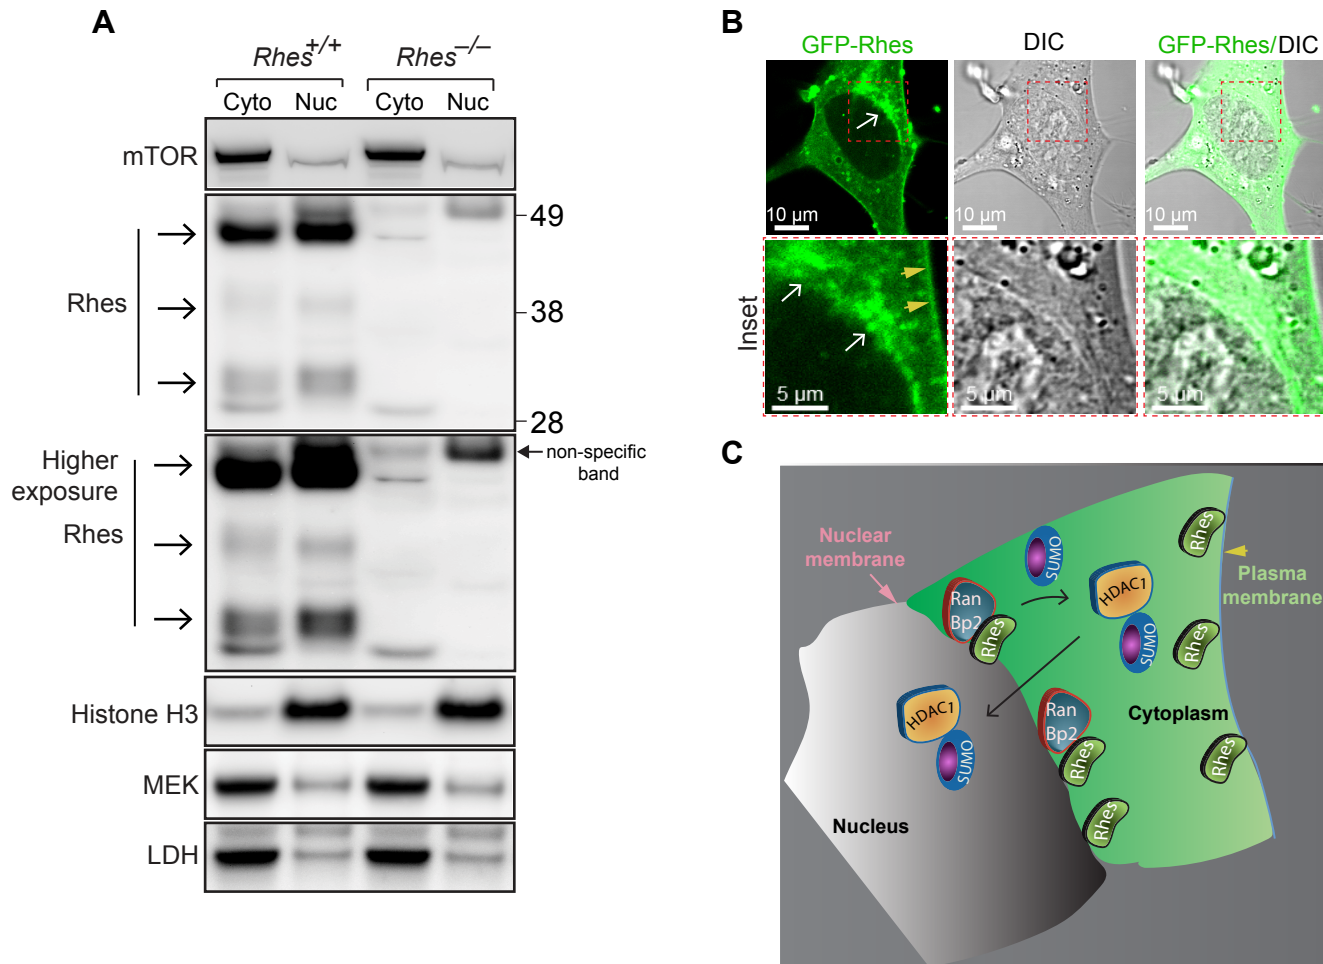 A
Rhes+/+ Rhes–/–
Cyto Nuc Cyto Nuc
mTOR
49
Rhes
38
28
Higher
exposure
non-specific
band
Rhes
Histone H3
MEK
LDH
B
GFP-Rhes DIC GFP-Rhes/DIC
10 µm 10 µm 10 µm
Inset
5 µm 5 µm 5 µm
C
Nuclear
membrane
SUMO
Rhes
Plasma
membrane
Ran
Bp2
Rhes
HDAC1
SUMO
Rhes
HDAC1
SUMO
Ran
Bp2
Rhes
Cytoplasm
Rhes
Rhes
Nucleus